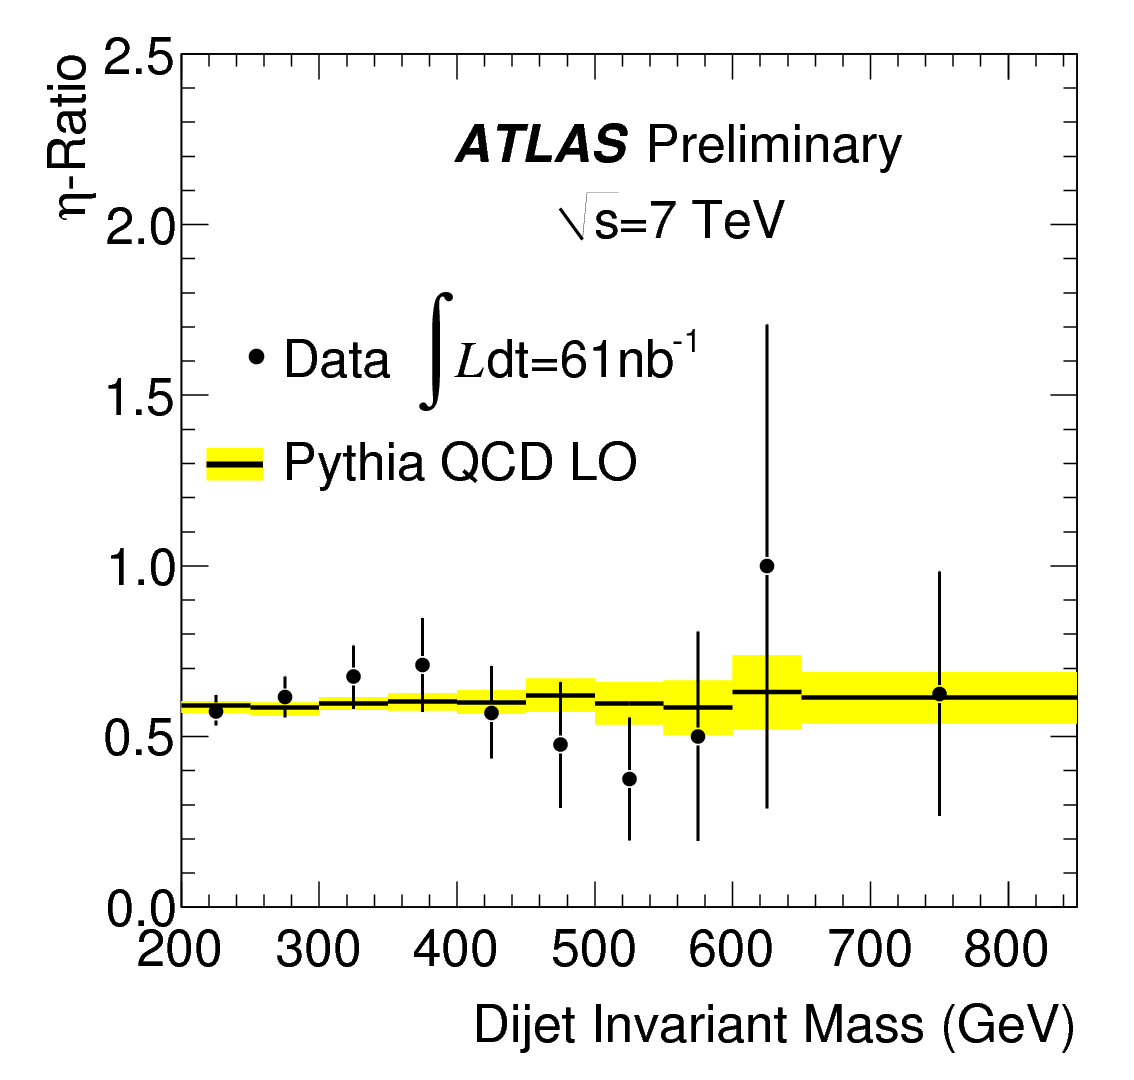 η-Ratio
2.5
2.0
1.5
1.0
0.5
0.0
ATLAS Preliminary
√s=7 TeV
Data ∫Ldt=61nb⁻¹
Pythia QCD LO
200 300 400 500 600 700 800
Dijet Invariant Mass (GeV)